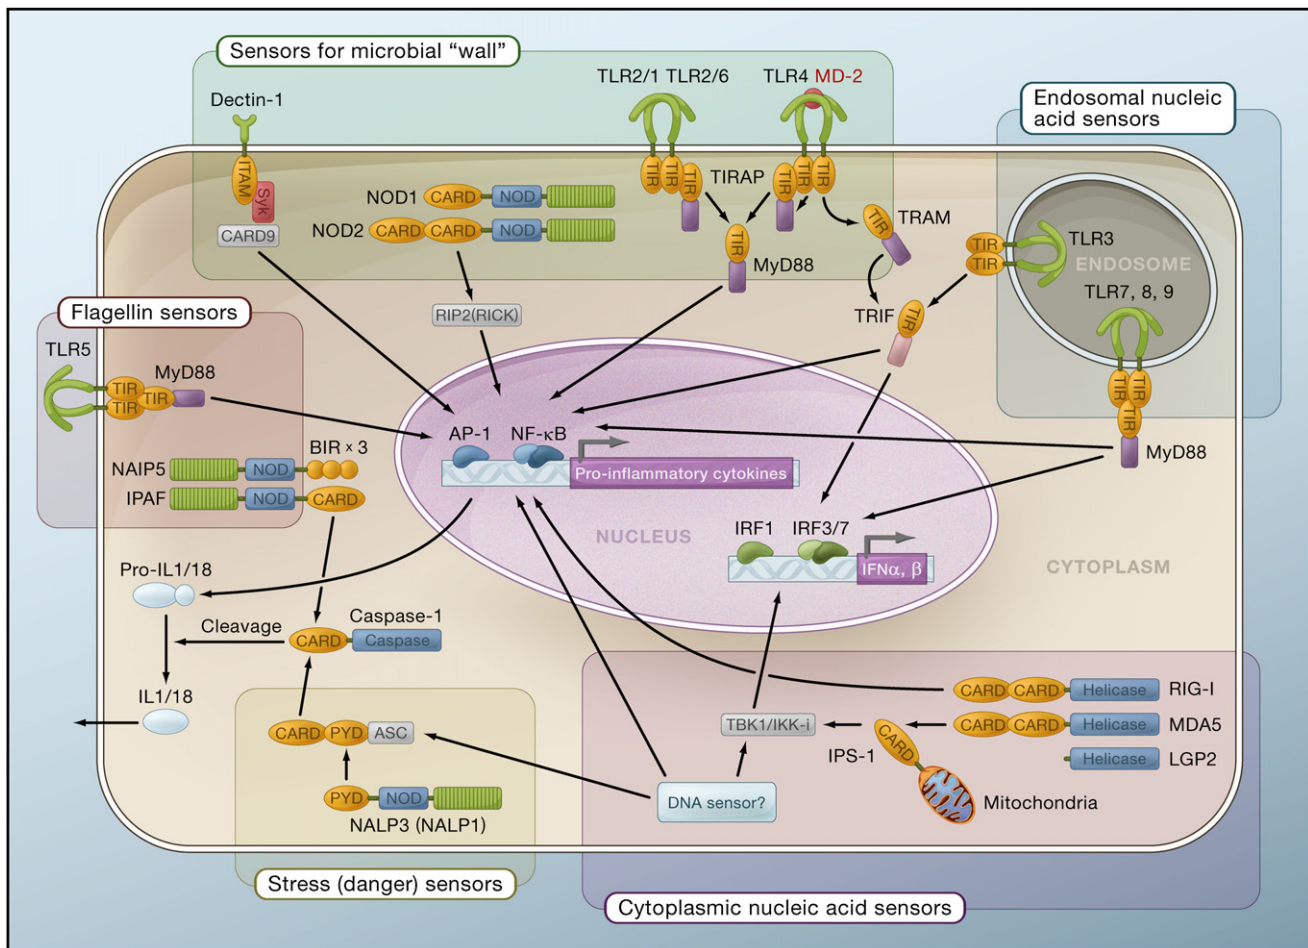 Sensors for microbial “wall”
Dectin-1
ITAM
Syk
CARD9
NOD1
CARD
NOD
NOD2
CARD
CARD
NOD
RIP2(RICK)
TLR2/1 TLR2/6
TIR
TIR
TIR
TIRAP
TLR4 MD-2
TIR
TIR
TIR
TIR
MyD88
TIR
TRAM
TRIF
TIR
Endosomal nucleic
acid sensors
TIR
TIR
TLR3
ENDOSOME
TLR7, 8, 9
TIR
TIR
TIR
MyD88
Flagellin sensors
TLR5
MyD88
TIR
TIR
TIR
BIR x 3
NAIP5
NOD
IPAF
NOD
CARD
AP-1
NF-κB
Pro-inflammatory cytokines
NUCLEUS
IRF1
IRF3/7
IFNα, β
CYTOPLASM
Pro-IL1/18
Cleavage
Caspase-1
CARD
Caspase
IL1/18
CARD
PYD
ASC
PYD
NOD
NALP3 (NALP1)
Stress (danger) sensors
TBK1/IKK-i
DNA sensor?
IPS-1
CARD
Mitochondria
CARD
CARD
Helicase
RIG-I
CARD
CARD
Helicase
MDA5
Helicase
LGP2
Cytoplasmic nucleic acid sensors